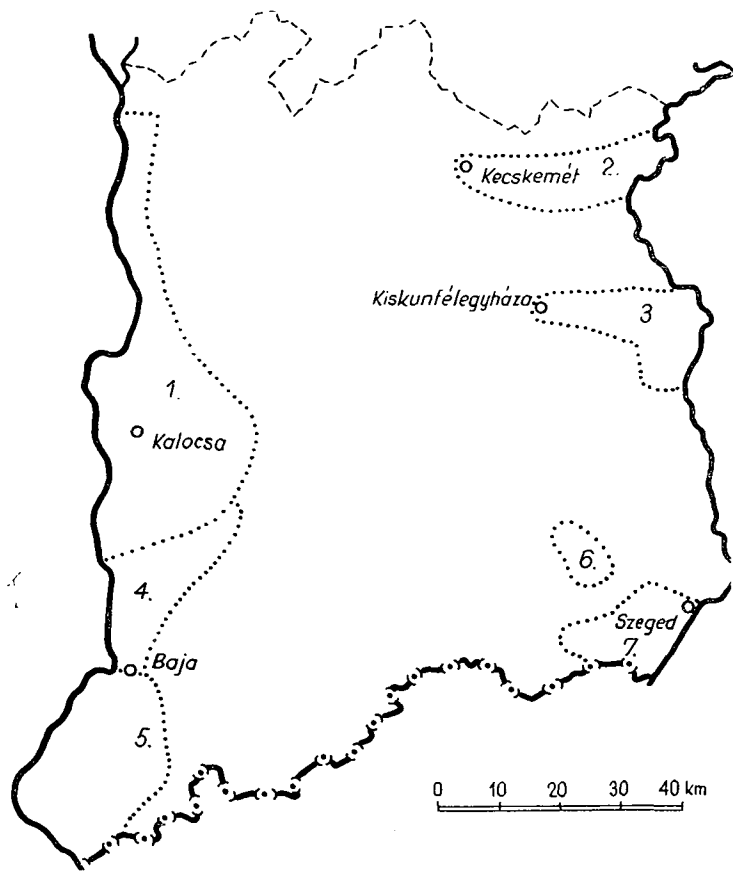 2.
Kecskemét
Kiskunfélegyháza
3
1.
Kalocsa
6.
4.
Szeged
7.
Baja
5.
0 10 20 30 40 km